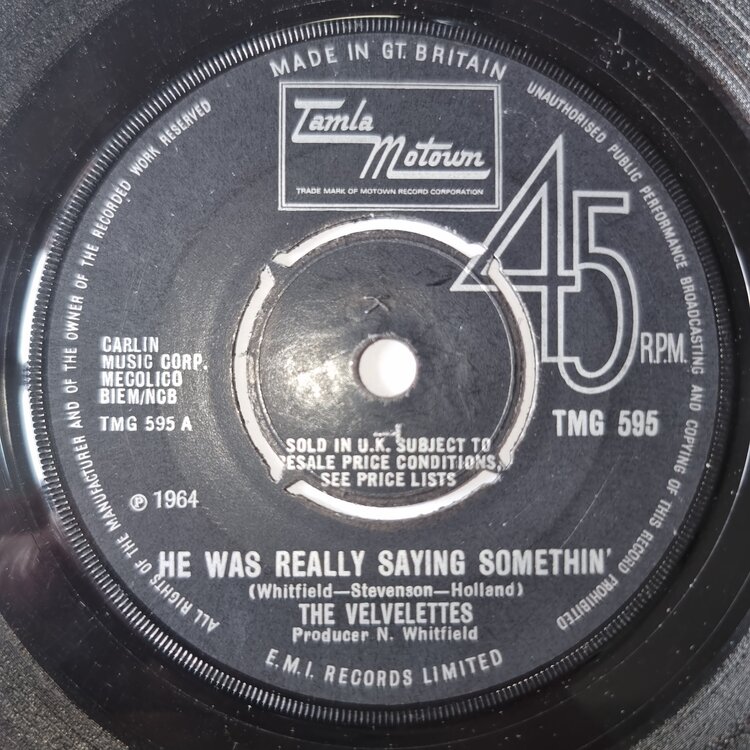 MADE IN GT. BRITAIN
UNAUTHORISED PUBLIC PERFORMANCE BROADCASTING AND COPYING OF THIS RECORD PROHIBITED
ALL RIGHTS OF THE MANUFACTURER AND OF THE OWNER OF THE RECORDED WORK RESERVED
Tamla
Motown
TRADE MARK OF MOTOWN RECORD CORPORATION
45
R.P.M.
CARLIN
MUSIC CORP.
MECOLICO
BIEM/NCB
TMG 595 A
TMG 595
SOLD IN U.K. SUBJECT TO
ESALE PRICE CONDITIONS,
SEE PRICE LISTS
℗ 1964
HE WAS REALLY SAYING SOMETHIN'
(Whitfield—Stevenson—Holland)
THE VELVELETTES
Producer N. Whitfield
E.M.I. RECORDS LIMITED